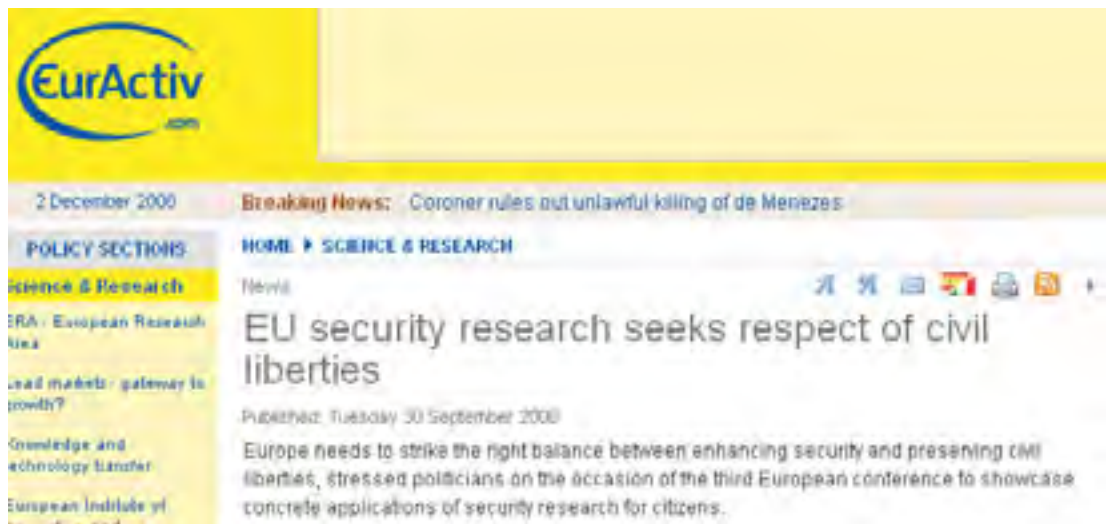 EurActiv
.com
2 December 2008
Breaking News: Coroner rules out unlawful killing of de Menezes
POLICY SECTIONS
HOME SCIENCE & RESEARCH
Science & Research
News
ERA - European Research
Area
EU security research seeks respect of civil
liberties
Lead markets - gateway to
growth?
Published: Tuesday 30 September 2008
Knowledge and
technology transfer
Europe needs to strike the right balance between enhancing security and preserving civil
liberties, stressed politicians on the occasion of the third European conference to showcase
concrete applications of security research for citizens.
European Institute of